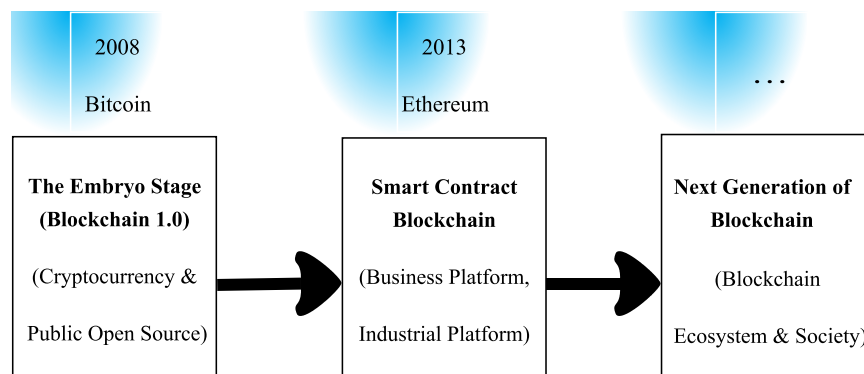 2008
Bitcoin
2013
Ethereum
...
The Embryo Stage
(Blockchain 1.0)
(Cryptocurrency &
Public Open Source)
Smart Contract
Blockchain
(Business Platform,
Industrial Platform)
Next Generation of
Blockchain
(Blockchain
Ecosystem & Society)